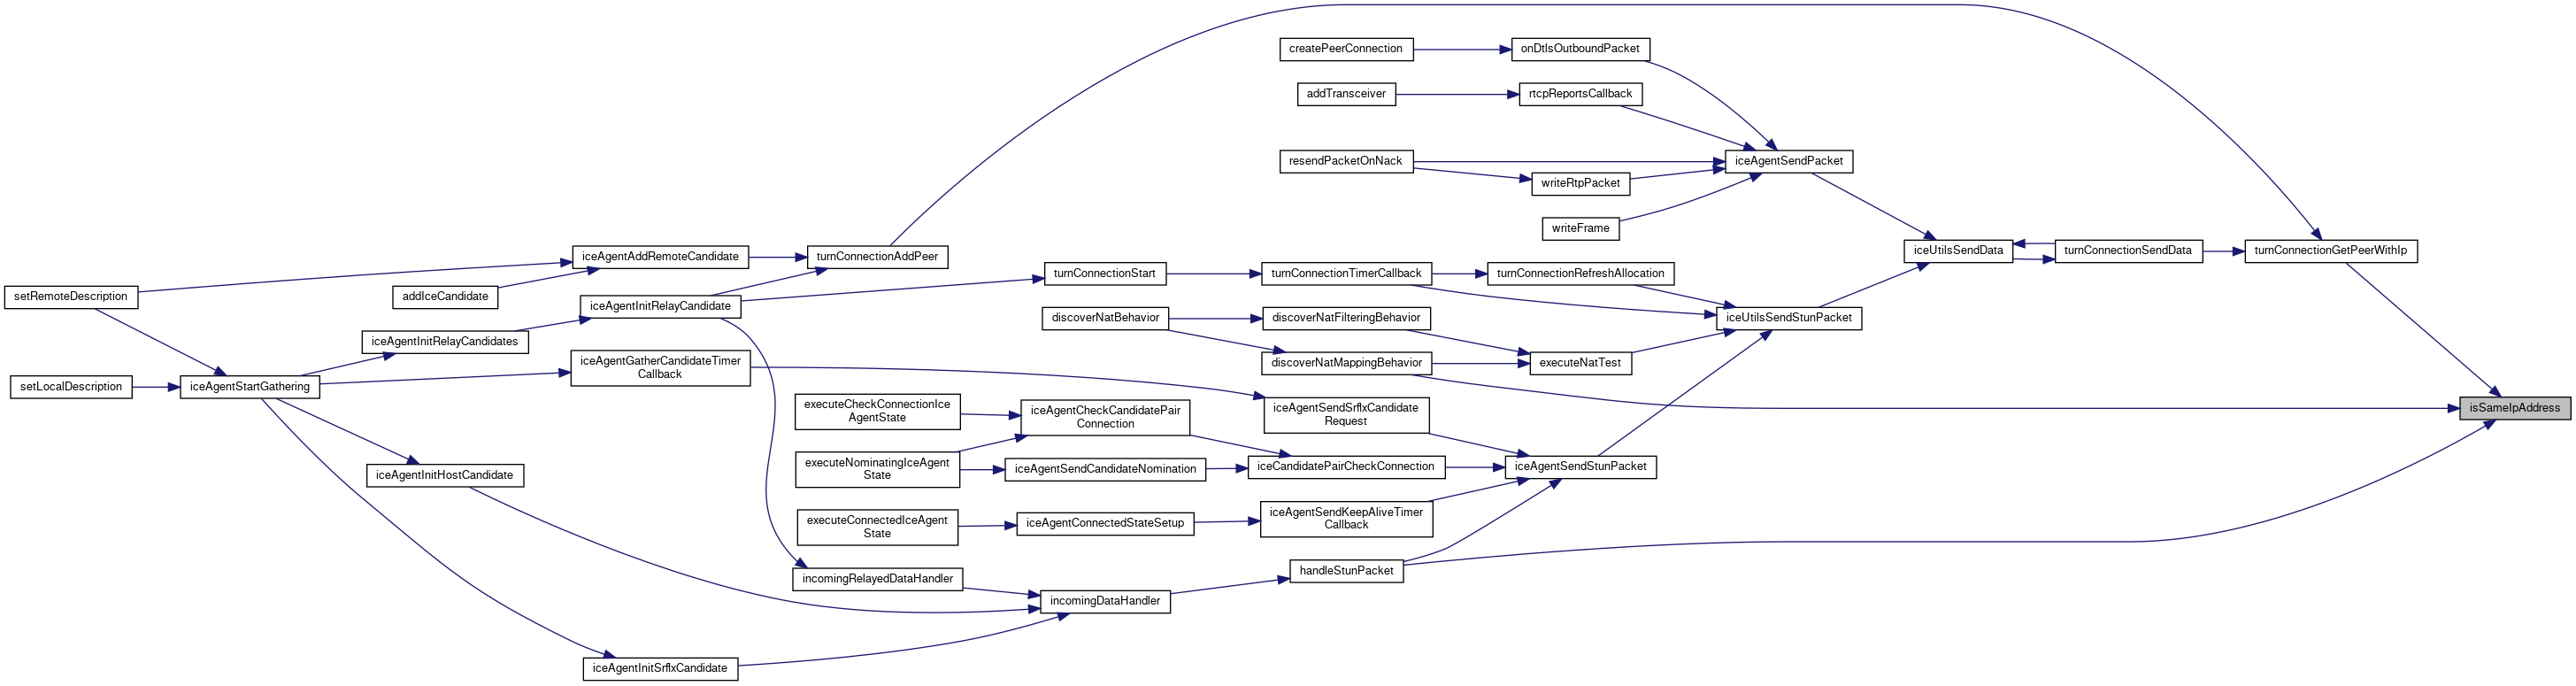 createPeerConnection
onDtlsOutboundPacket
addTransceiver
rtcpReportsCallback
resendPacketOnNack
iceAgentSendPacket
writeRtpPacket
writeFrame
iceAgentAddRemoteCandidate
turnConnectionAddPeer
iceUtilsSendData
turnConnectionSendData
turnConnectionGetPeerWithIp
turnConnectionStart
turnConnectionTimerCallback
turnConnectionRefreshAllocation
setRemoteDescription
addIceCandidate
iceAgentInitRelayCandidate
discoverNatBehavior
discoverNatFilteringBehavior
iceUtilsSendStunPacket
iceAgentInitRelayCandidates
iceAgentGatherCandidateTimer
Callback
discoverNatMappingBehavior
executeNatTest
setLocalDescription
iceAgentStartGathering
executeCheckConnectionIce
AgentState
iceAgentCheckCandidatePair
Connection
iceAgentSendSrflxCandidate
Request
isSameIpAddress
executeNominatingIceAgent
State
iceAgentSendCandidateNomination
iceCandidatePairCheckConnection
iceAgentSendStunPacket
iceAgentInitHostCandidate
executeConnectedIceAgent
State
iceAgentConnectedStateSetup
iceAgentSendKeepAliveTimer
Callback
incomingRelayedDataHandler
handleStunPacket
incomingDataHandler
iceAgentInitSrflxCandidate